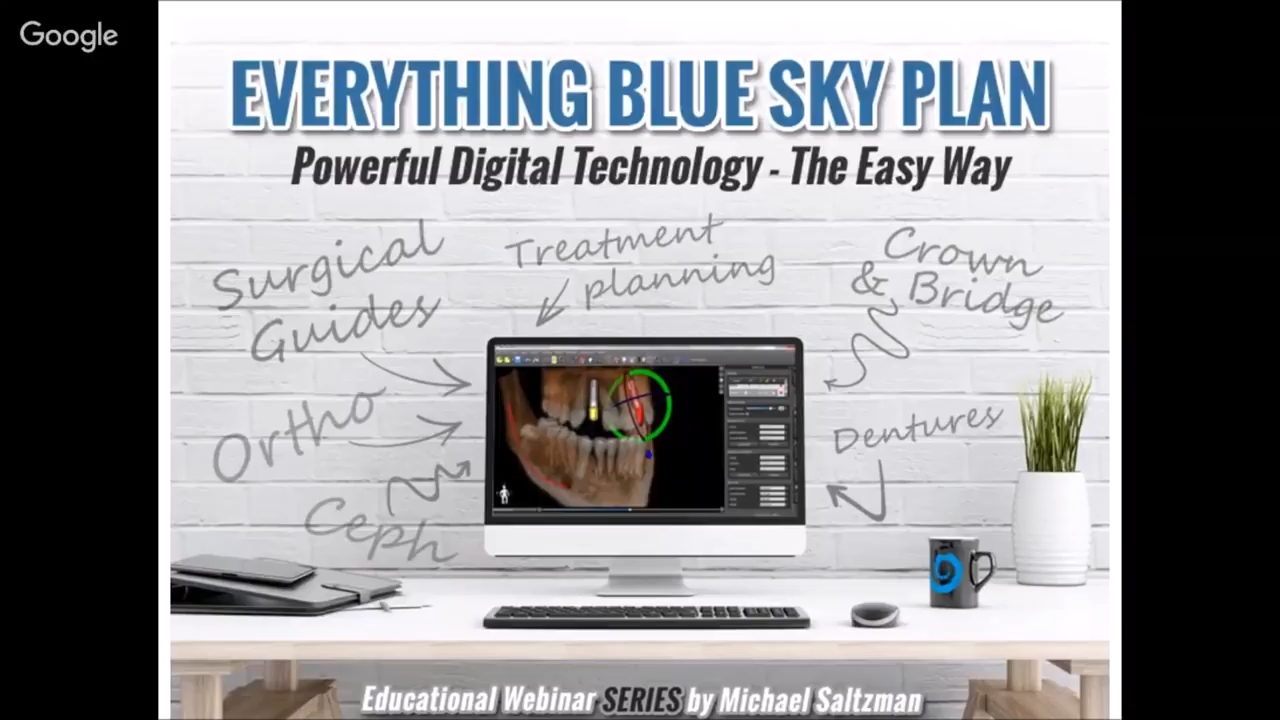 Google
EVERYTHING BLUE SKY PLAN
Powerful Digital Technology - The Easy Way
Surgical
Guides
Treatment
planning
Crown
& Bridge
Ortho
Dentures
Ceph
Educational Webinar SERIES by Michael Saltzman